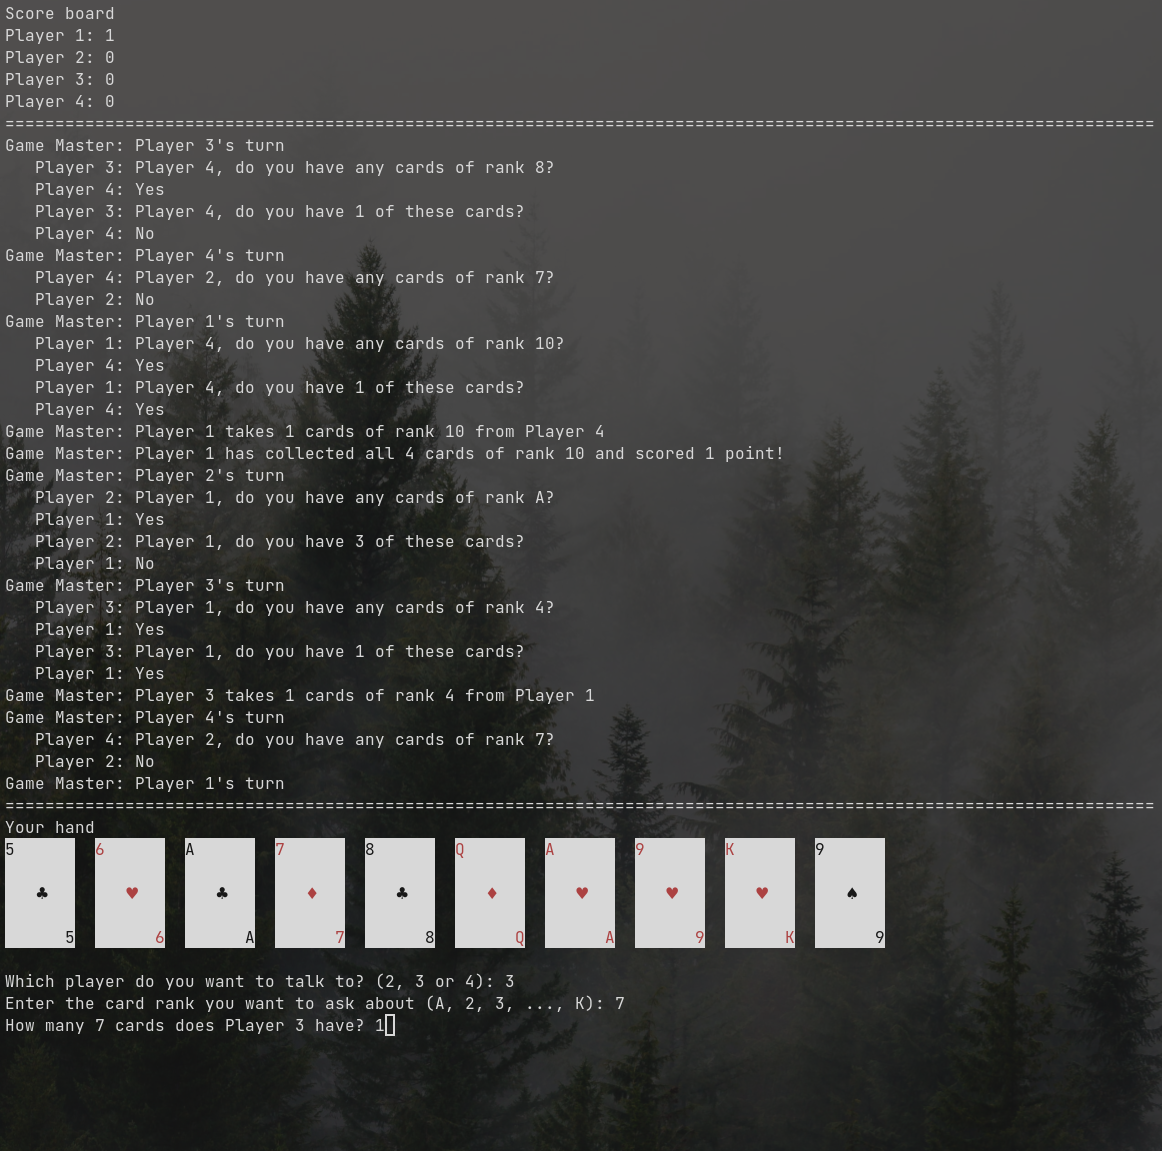 Score board
Player 1: 1
Player 2: 0
Player 3: 0
Player 4: 0
===================================================================================================================
Game Master: Player 3's turn
   Player 3: Player 4, do you have any cards of rank 8?
   Player 4: Yes
   Player 3: Player 4, do you have 1 of these cards?
   Player 4: No
Game Master: Player 4's turn
   Player 4: Player 2, do you have any cards of rank 7?
   Player 2: No
Game Master: Player 1's turn
   Player 1: Player 4, do you have any cards of rank 10?
   Player 4: Yes
   Player 1: Player 4, do you have 1 of these cards?
   Player 4: Yes
Game Master: Player 1 takes 1 cards of rank 10 from Player 4
Game Master: Player 1 has collected all 4 cards of rank 10 and scored 1 point!
Game Master: Player 2's turn
   Player 2: Player 1, do you have any cards of rank A?
   Player 1: Yes
   Player 2: Player 1, do you have 3 of these cards?
   Player 1: No
Game Master: Player 3's turn
   Player 3: Player 1, do you have any cards of rank 4?
   Player 1: Yes
   Player 3: Player 1, do you have 1 of these cards?
   Player 1: Yes
Game Master: Player 3 takes 1 cards of rank 4 from Player 1
Game Master: Player 4's turn
   Player 4: Player 2, do you have any cards of rank 7?
   Player 2: No
Game Master: Player 1's turn
===================================================================================================================
Your hand
5 6 A 7 8 Q A 9 K 9
♣ ♥ ♣ ♦ ♣ ♦ ♥ ♥ ♥ ♠
5 6 A 7 8 Q A 9 K 9
Which player do you want to talk to? (2, 3 or 4): 3
Enter the card rank you want to ask about (A, 2, 3, ..., K): 7
How many 7 cards does Player 3 have? 1